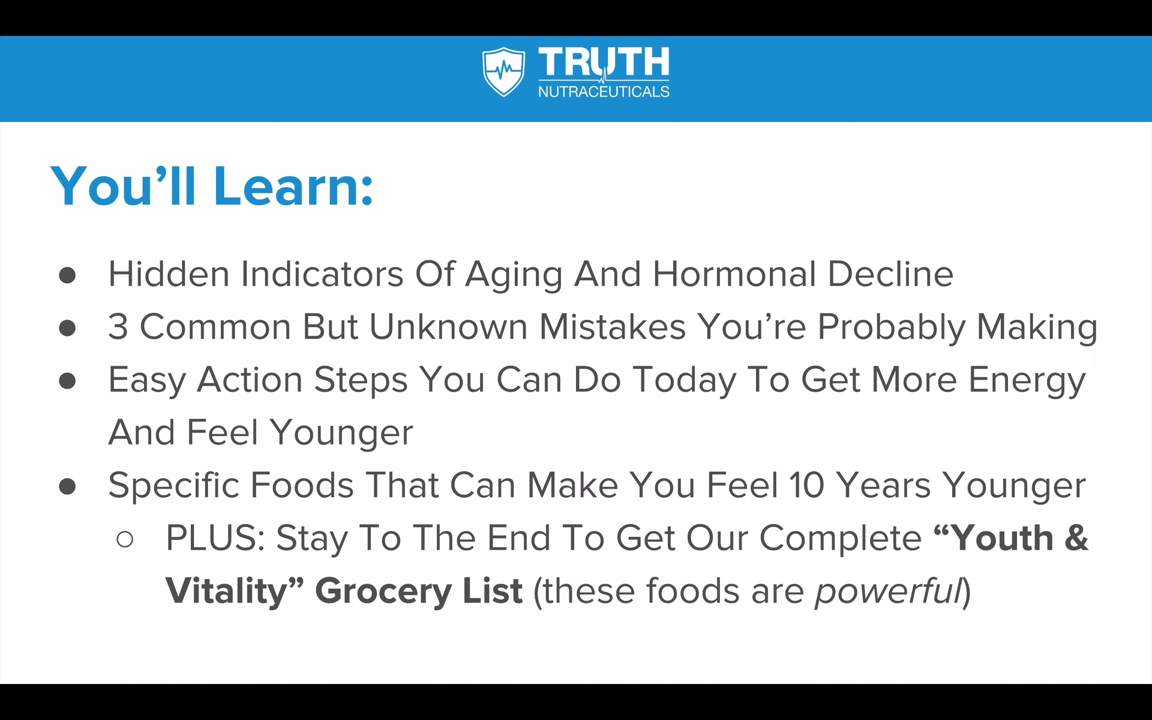 TRUTH
NUTRACEUTICALS
You’ll Learn:
● Hidden Indicators Of Aging And Hormonal Decline
● 3 Common But Unknown Mistakes You’re Probably Making
● Easy Action Steps You Can Do Today To Get More Energy
And Feel Younger
● Specific Foods That Can Make You Feel 10 Years Younger
○ PLUS: Stay To The End To Get Our Complete “Youth &
Vitality” Grocery List (these foods are powerful)